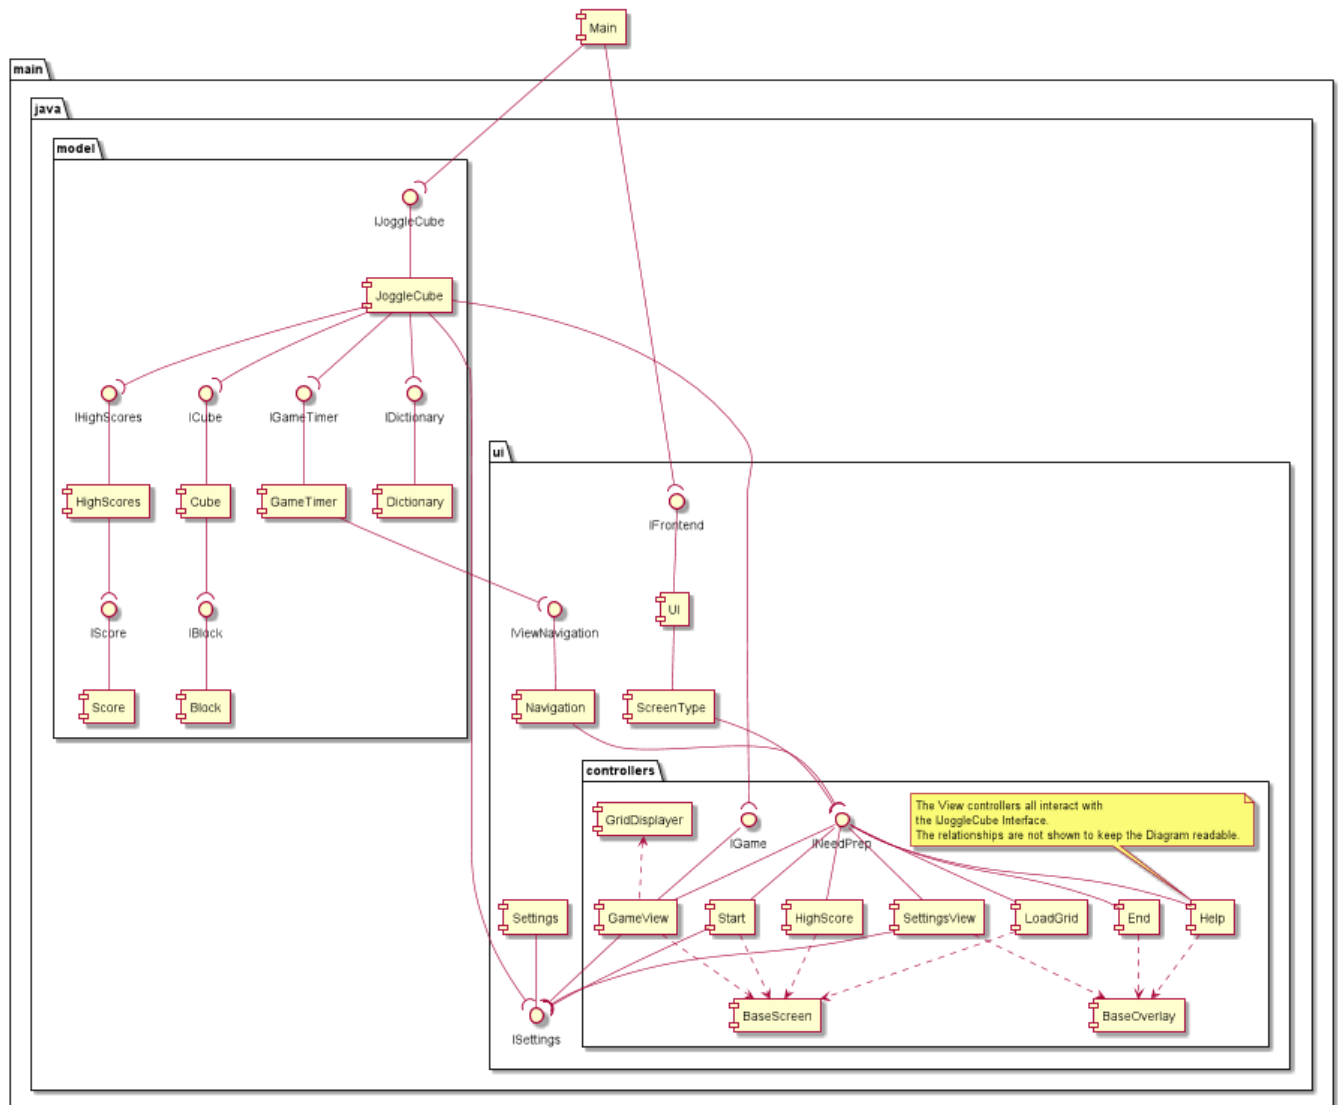 Main
main
java
model
IJoggleCube
JoggleCube
IHighScores
ICube
IGameTimer
IDictionary
ui
HighScores
Cube
GameTimer
Dictionary
IFrontend
IScore
IBlock
IViewNavigation
UI
Score
Block
Navigation
ScreenType
controllers
The View controllers all interact with
the IJoggleCube Interface.
The relationships are not shown to keep the Diagram readable.
GridDisplayer
IGame
INeedPrep
Settings
GameView
Start
HighScore
SettingsView
LoadGrid
End
Help
BaseScreen
BaseOverlay
ISettings